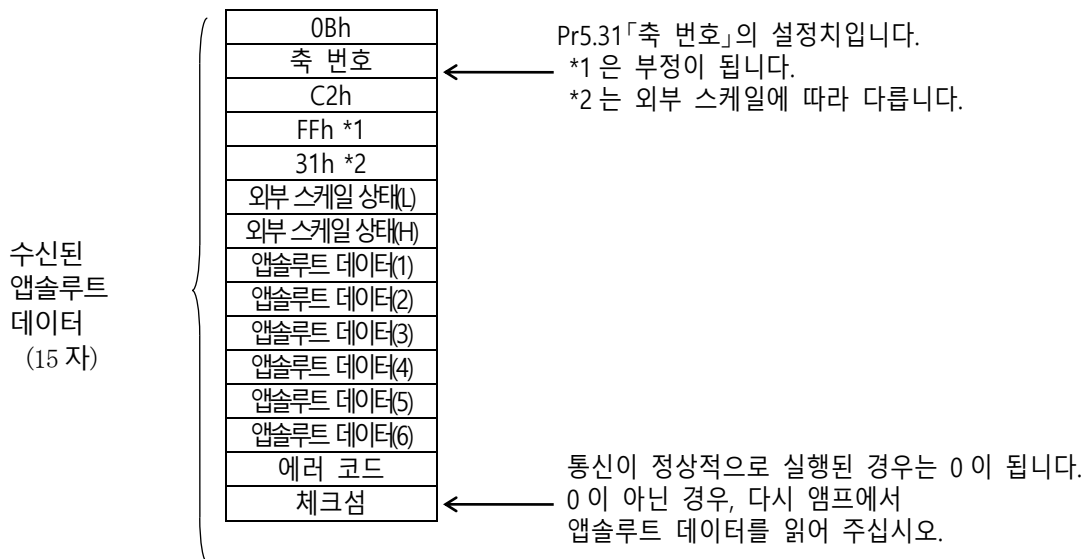 0Bh
축 번호
C2h
FFh *1
31h *2
외부 스케일 상태(L)
외부 스케일 상태(H)
앱솔루트 데이터(1)
앱솔루트 데이터(2)
앱솔루트 데이터(3)
앱솔루트 데이터(4)
앱솔루트 데이터(5)
앱솔루트 데이터(6)
에러 코드
체크섬
수신된
앱솔루트
데이터
(15 자)
Pr5.31「축 번호」의 설정치입니다.
*1 은 부정이 됩니다.
*2 는 외부 스케일에 따라 다릅니다.
통신이 정상적으로 실행된 경우는 0 이 됩니다.
0 이 아닌 경우, 다시 앰프에서
앱솔루트 데이터를 읽어 주십시오.